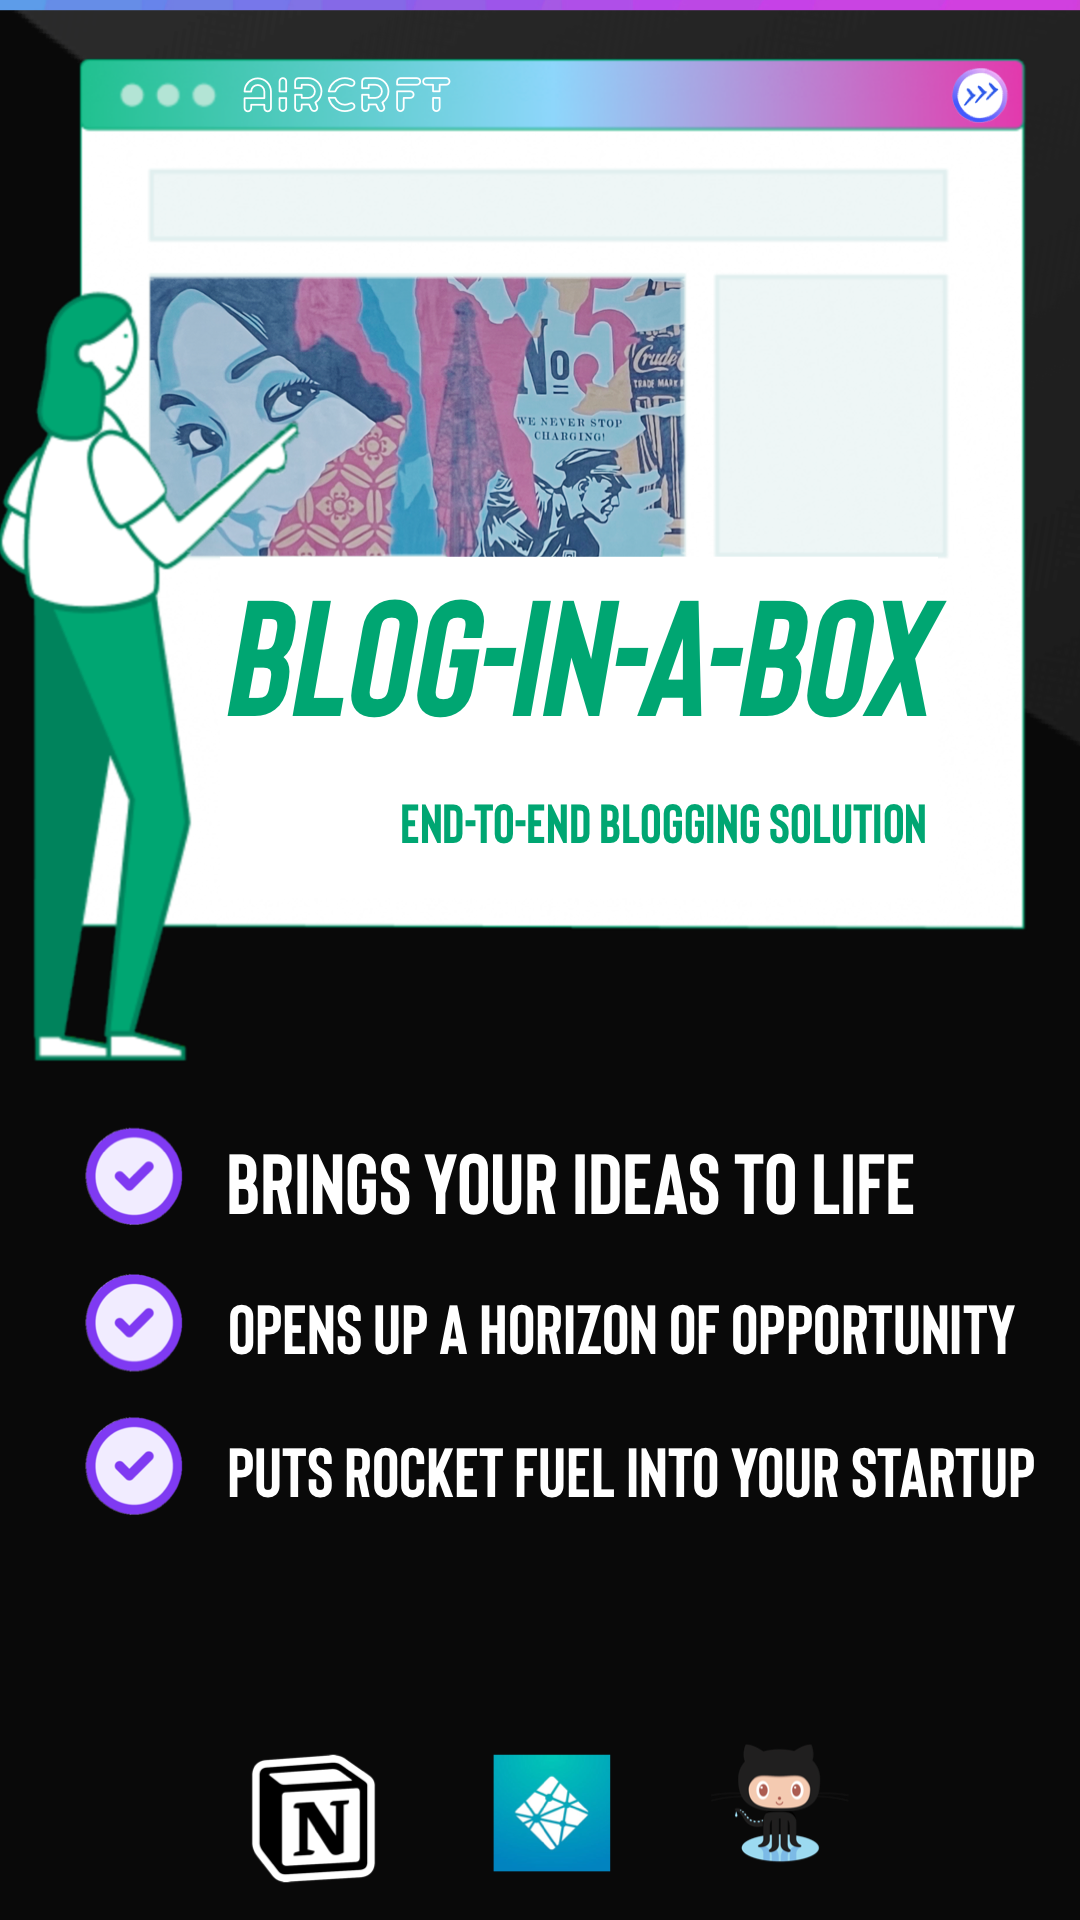 AIRCRFT
No 5
Crude
TRADE MARK
WE NEVER STOP
CHARGING!
BLOG-IN-A-BOX
END-TO-END BLOGGING SOLUTION
BRINGS YOUR IDEAS TO LIFE
OPENS UP A HORIZON OF OPPORTUNITY
PUTS ROCKET FUEL INTO YOUR STARTUP
N